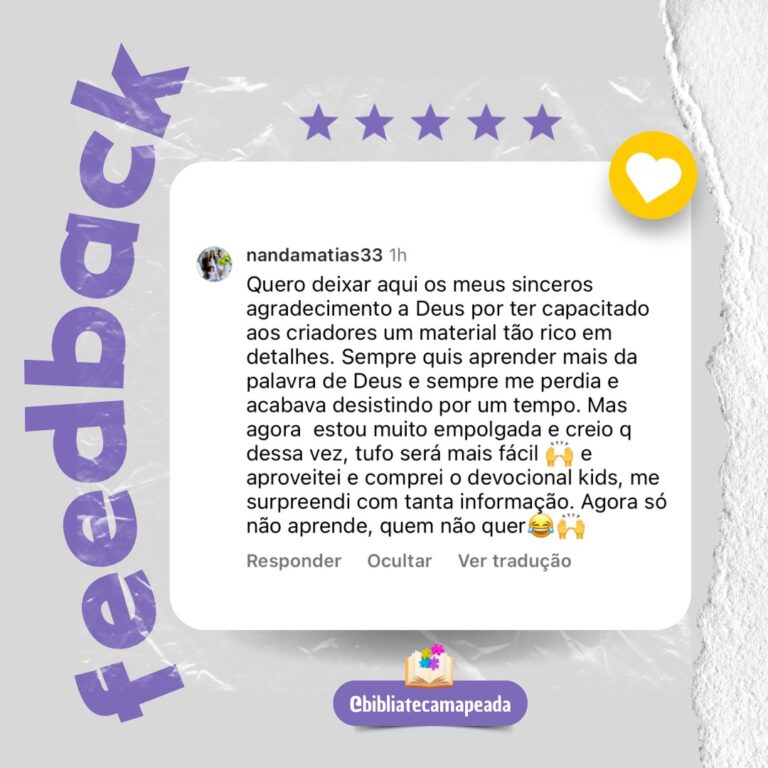 feedback
nandamatias33 1h
Quero deixar aqui os meus sinceros
agradecimento a Deus por ter capacitado
aos criadores um material tão rico em
detalhes. Sempre quis aprender mais da
palavra de Deus e sempre me perdia e
acabava desistindo por um tempo. Mas
agora  estou muito empolgada e creio q
dessa vez, tufo será mais fácil 🙌 e
aproveitei e comprei o devocional kids, me
surpreendi com tanta informação. Agora só
não aprende, quem não quer😂🙌
Responder Ocultar Ver tradução
@bibliatecamapeada